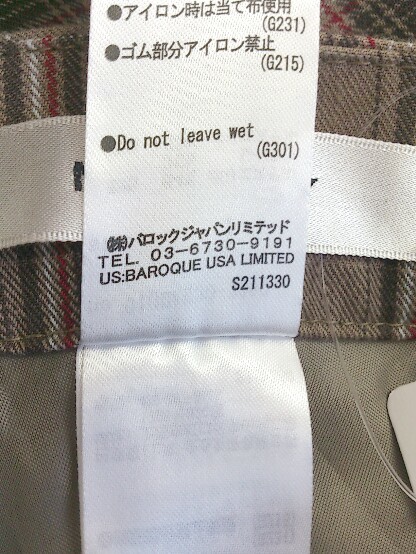 ●アイロン時は当て布使用
(G231)
●ゴム部分アイロン禁止
(G215)
●Do not leave wet
(G301)
㈱バロックジャパンリミテッド
TEL. 03-6730-9191
US:BAROQUE USA LIMITED
S211330